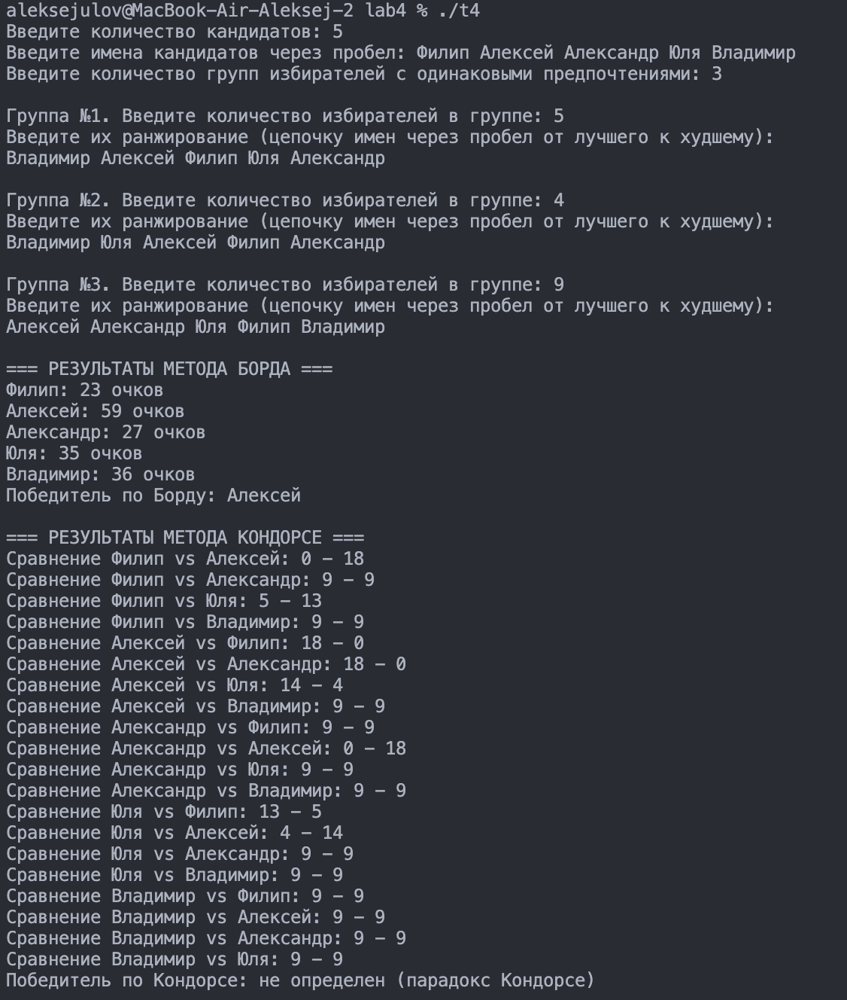 aleksejulov@MacBook-Air-Aleksej-2 lab4 % ./t4
Введите количество кандидатов: 5
Введите имена кандидатов через пробел: Филип Алексей Александр Юля Владимир
Введите количество групп избирателей с одинаковыми предпочтениями: 3
Группа №1. Введите количество избирателей в группе: 5
Введите их ранжирование (цепочку имен через пробел от лучшего к худшему):
Владимир Алексей Филип Юля Александр
Группа №2. Введите количество избирателей в группе: 4
Введите их ранжирование (цепочку имен через пробел от лучшего к худшему):
Владимир Юля Алексей Филип Александр
Группа №3. Введите количество избирателей в группе: 9
Введите их ранжирование (цепочку имен через пробел от лучшего к худшему):
Алексей Александр Юля Филип Владимир
=== РЕЗУЛЬТАТЫ МЕТОДА БОРДА ===
Филип: 23 очков
Алексей: 59 очков
Александр: 27 очков
Юля: 35 очков
Владимир: 36 очков
Победитель по Борду: Алексей
=== РЕЗУЛЬТАТЫ МЕТОДА КОНДОРСЕ ===
Сравнение Филип vs Алексей: 0 - 18
Сравнение Филип vs Александр: 9 - 9
Сравнение Филип vs Юля: 5 - 13
Сравнение Филип vs Владимир: 9 - 9
Сравнение Алексей vs Филип: 18 - 0
Сравнение Алексей vs Александр: 18 - 0
Сравнение Алексей vs Юля: 14 - 4
Сравнение Алексей vs Владимир: 9 - 9
Сравнение Александр vs Филип: 9 - 9
Сравнение Александр vs Алексей: 0 - 18
Сравнение Александр vs Юля: 9 - 9
Сравнение Александр vs Владимир: 9 - 9
Сравнение Юля vs Филип: 13 - 5
Сравнение Юля vs Алексей: 4 - 14
Сравнение Юля vs Александр: 9 - 9
Сравнение Юля vs Владимир: 9 - 9
Сравнение Владимир vs Филип: 9 - 9
Сравнение Владимир vs Алексей: 9 - 9
Сравнение Владимир vs Александр: 9 - 9
Сравнение Владимир vs Юля: 9 - 9
Победитель по Кондорсе: не определен (парадокс Кондорсе)